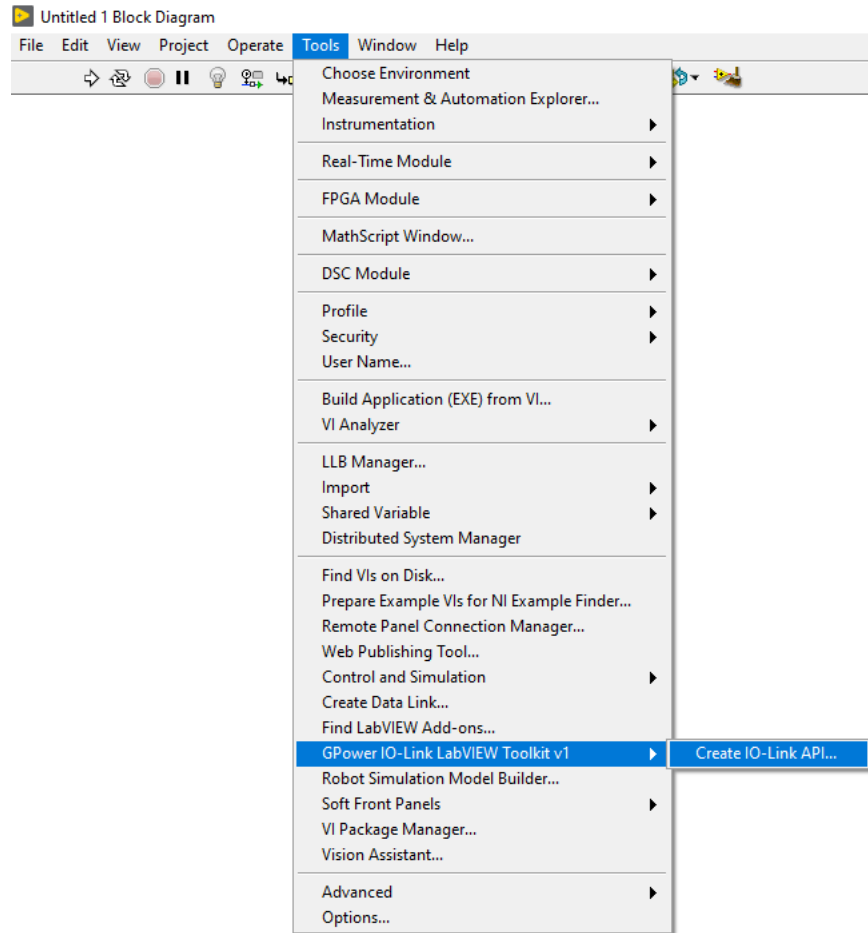 Untitled 1 Block Diagram
File Edit View Project Operate Tools Window Help
Choose Environment
Measurement & Automation Explorer...
Instrumentation
Real-Time Module
FPGA Module
MathScript Window...
DSC Module
Profile
Security
User Name...
Build Application (EXE) from VI...
VI Analyzer
LLB Manager...
Import
Shared Variable
Distributed System Manager
Find VIs on Disk...
Prepare Example VIs for NI Example Finder...
Remote Panel Connection Manager...
Web Publishing Tool...
Control and Simulation
Create Data Link...
Find LabVIEW Add-ons...
GPower IO-Link LabVIEW Toolkit v1 Create IO-Link API...
Robot Simulation Model Builder...
Soft Front Panels
VI Package Manager...
Vision Assistant...
Advanced
Options...